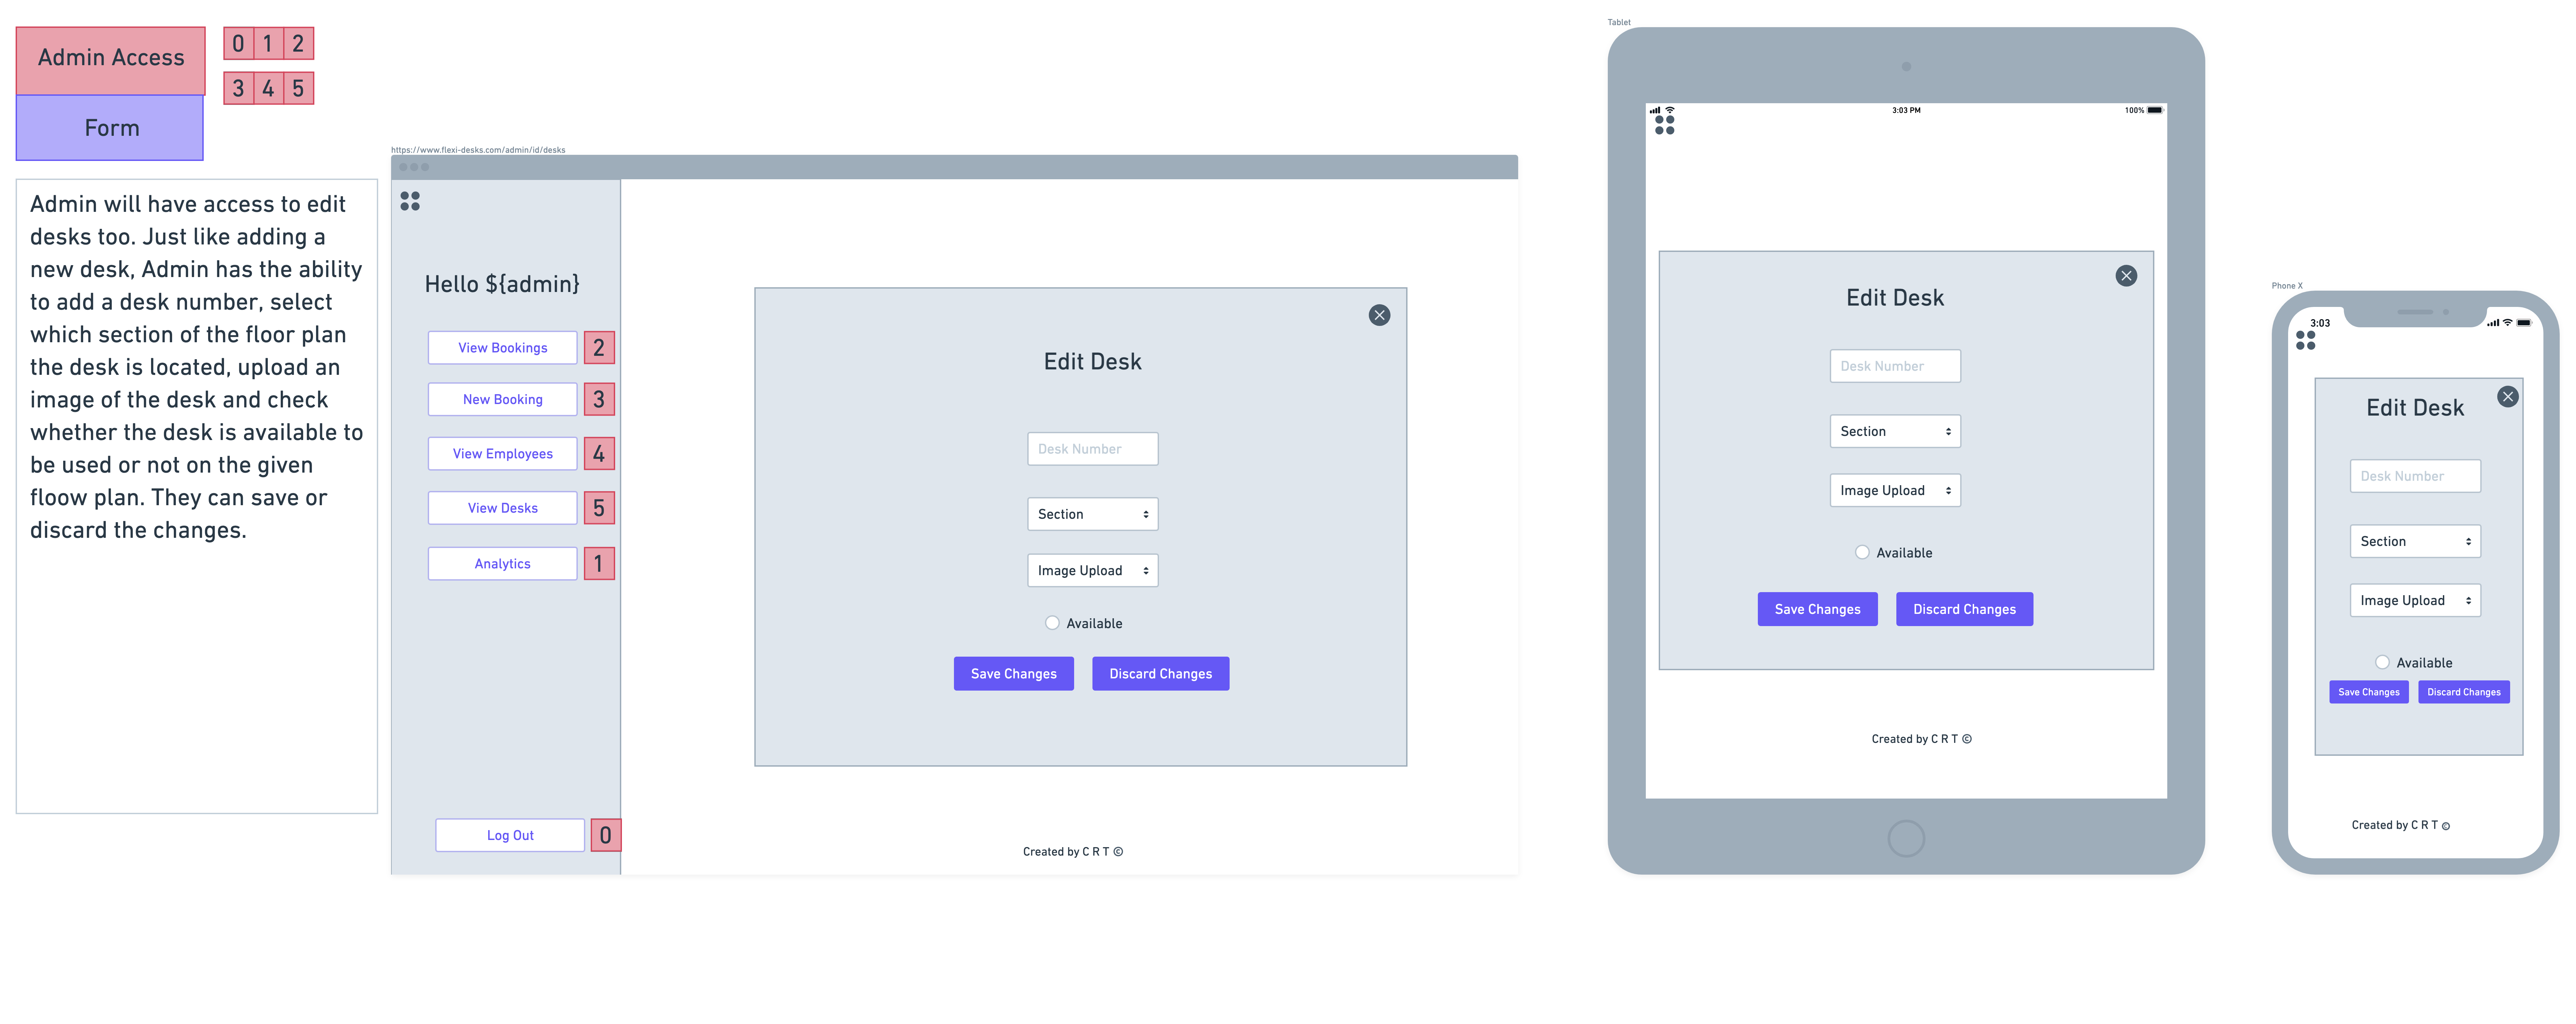 Admin Access
0 1 2
3 4 5
Form
Admin will have access to edit
desks too. Just like adding a
new desk, Admin has the ability
to add a desk number, select
which section of the floor plan
the desk is located, upload an
image of the desk and check
whether the desk is available to
be used or not on the given
floow plan. They can save or
discard the changes.
https://www.flexi-desks.com/admin/id/desks
Hello ${admin}
View Bookings 2
New Booking 3
View Employees 4
View Desks 5
Analytics 1
Log Out 0
Edit Desk
Desk Number
Section
Image Upload
Available
Save Changes Discard Changes
Created by C R T ©
Tablet
3:03 PM 100%
Edit Desk
Desk Number
Section
Image Upload
Available
Save Changes Discard Changes
Created by C R T ©
Phone X
3:03
Edit Desk
Desk Number
Section
Image Upload
Available
Save Changes Discard Changes
Created by C R T ©